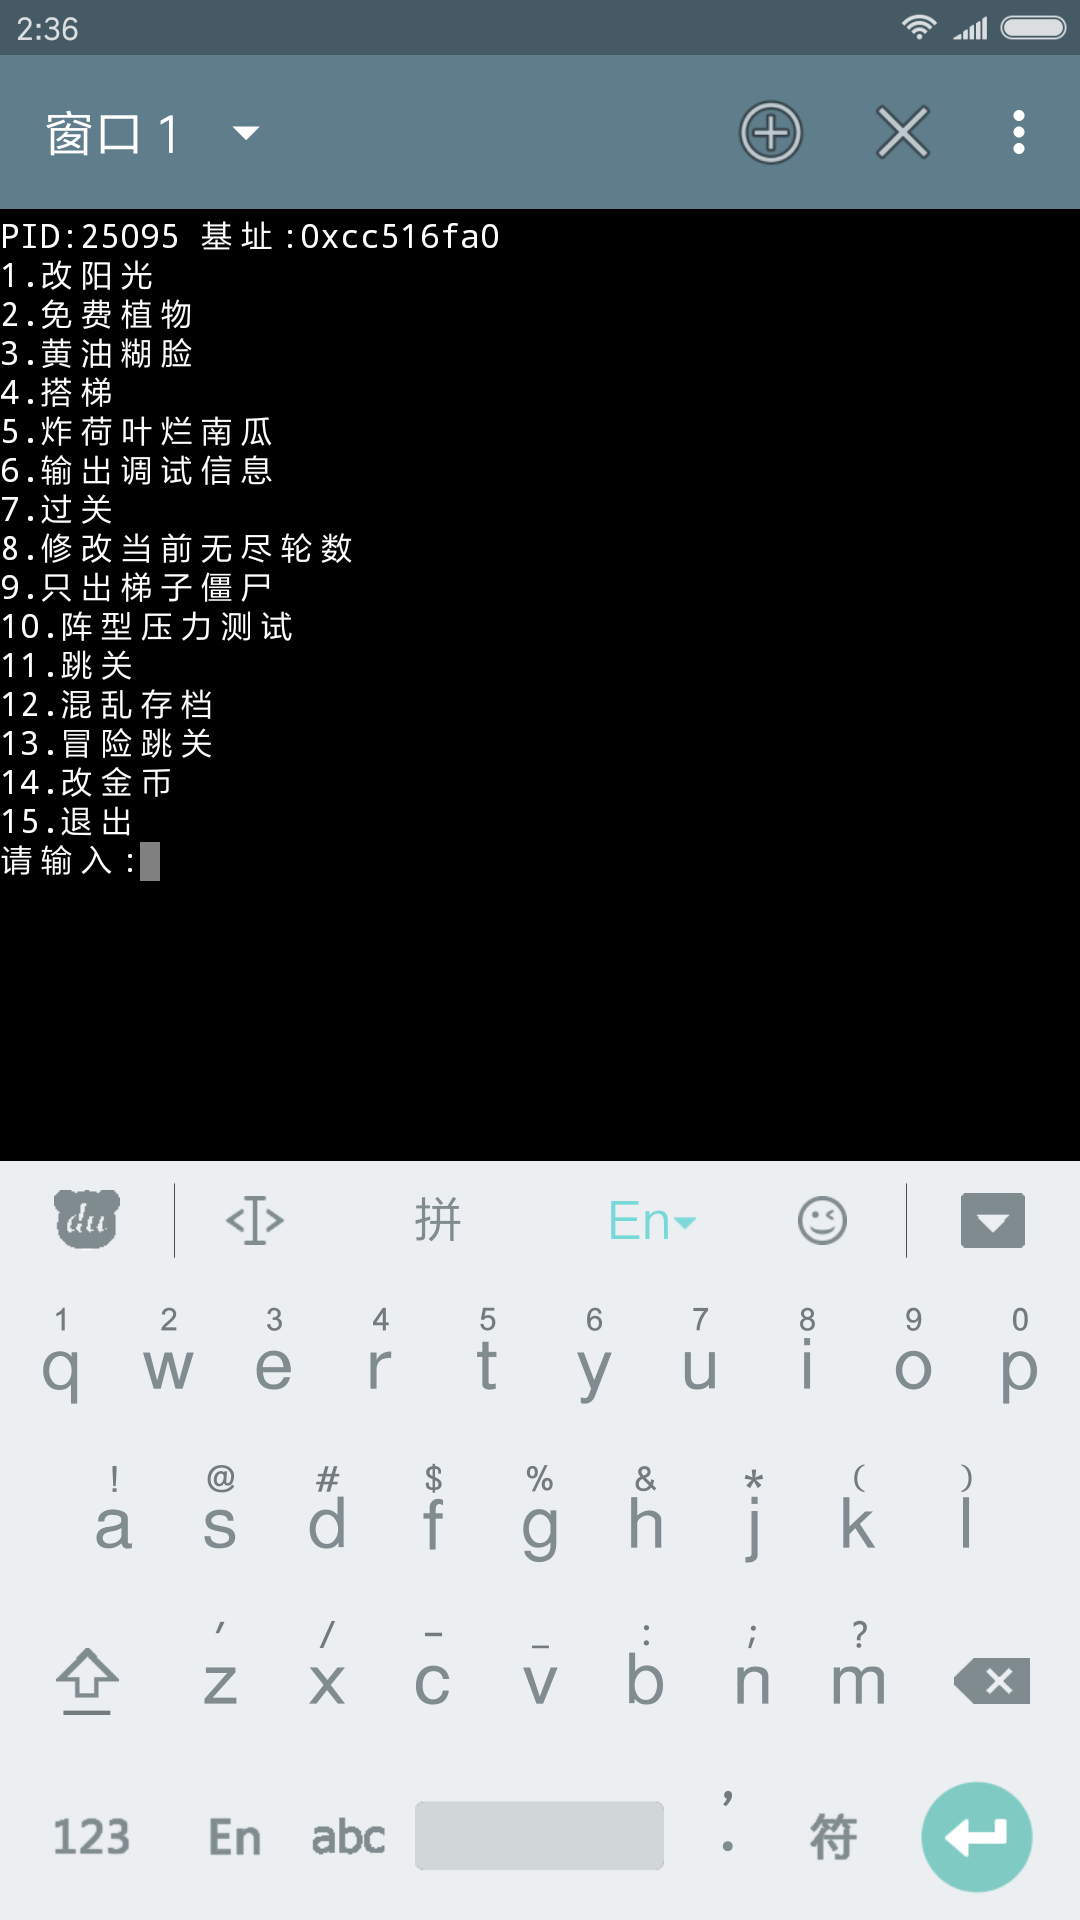 2:36
窗口 1
PID:25095 基址:0xcc516fa0
1.改阳光
2.免费植物
3.黄油糊脸
4.搭梯
5.炸荷叶烂南瓜
6.输出调试信息
7.过关
8.修改当前无尽轮数
9.只出梯子僵尸
10.阵型压力测试
11.跳关
12.混乱存档
13.冒险跳关
14.改金币
15.退出
请输入:
du 拼 En
1 2 3 4 5 6 7 8 9 0
q w e r t y u i o p
! @ # $ % & * ( )
a s d f g h j k l
' / - _ : ; ?
z x c v b n m
123 En abc , . 符